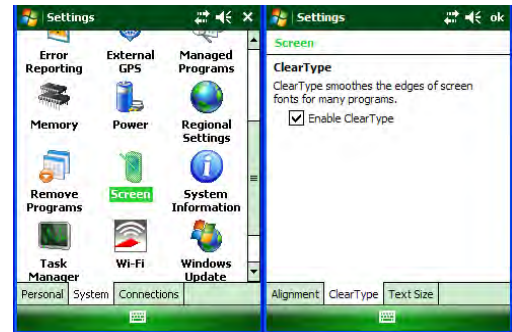 Settings
Error Reporting
External GPS
Managed Programs
Memory
Power
Regional Settings
Remove Programs
Screen
System Information
Task Manager
Wi-Fi
Windows Update
Personal System Connections
Settings ok
Screen
ClearType
ClearType smoothes the edges of screen
fonts for many programs.
Enable ClearType
Alignment ClearType Text Size